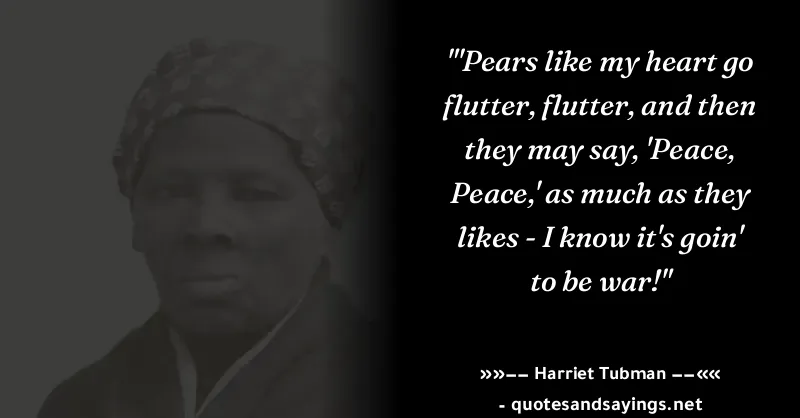 "'Pears like my heart go
flutter, flutter, and then
they may say, 'Peace,
Peace,' as much as they
likes - I know it's goin'
to be war!"
»»−− Harriet Tubman −−««
- quotesandsayings.net